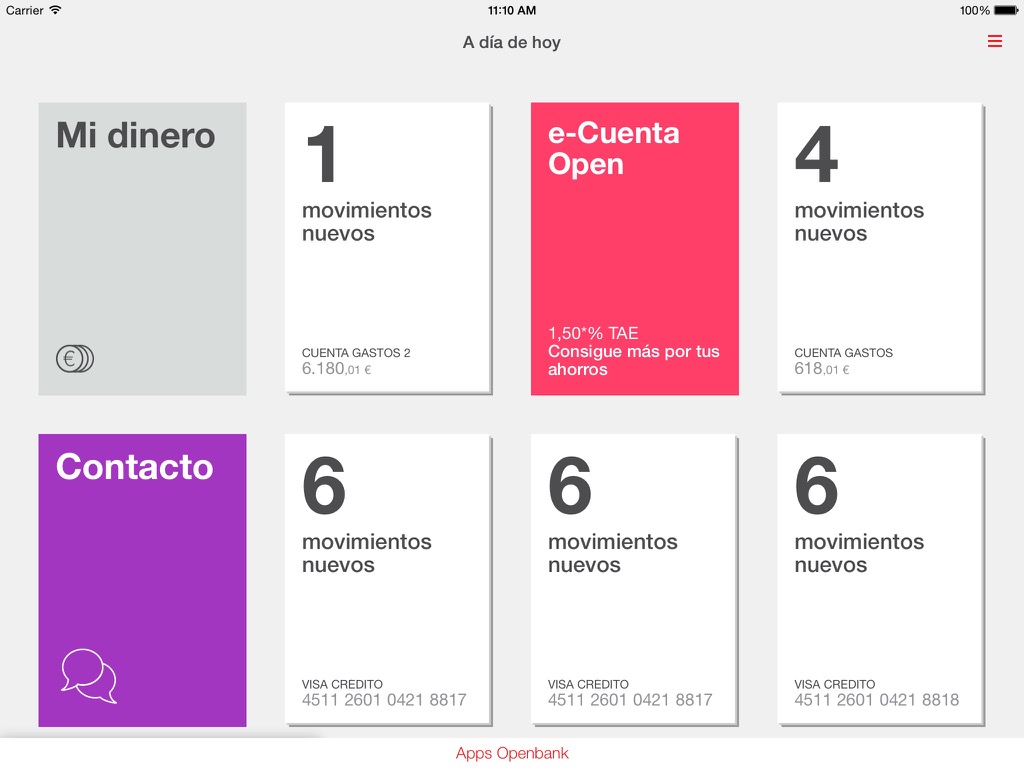 Carrier
11:10 AM
100%
A día de hoy
Mi dinero
€
1
movimientos
nuevos
CUENTA GASTOS 2
6.180,01 €
e-Cuenta
Open
1,50*% TAE
Consigue más por tus
ahorros
4
movimientos
nuevos
CUENTA GASTOS
618,01 €
Contacto
6
movimientos
nuevos
VISA CREDITO
4511 2601 0421 8817
6
movimientos
nuevos
VISA CREDITO
4511 2601 0421 8817
6
movimientos
nuevos
VISA CREDITO
4511 2601 0421 8818
Apps Openbank